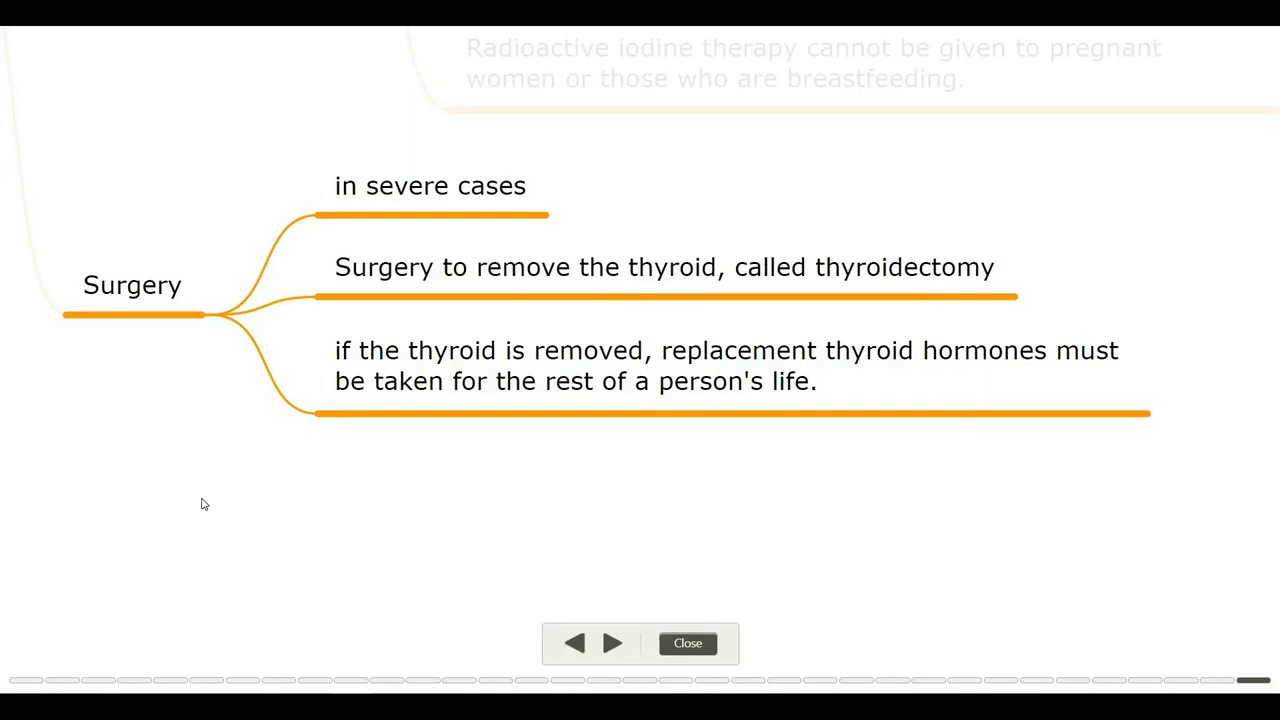 Radioactive iodine therapy cannot be given to pregnant
women or those who are breastfeeding.
in severe cases
Surgery to remove the thyroid, called thyroidectomy
Surgery
if the thyroid is removed, replacement thyroid hormones must
be taken for the rest of a person's life.
Close